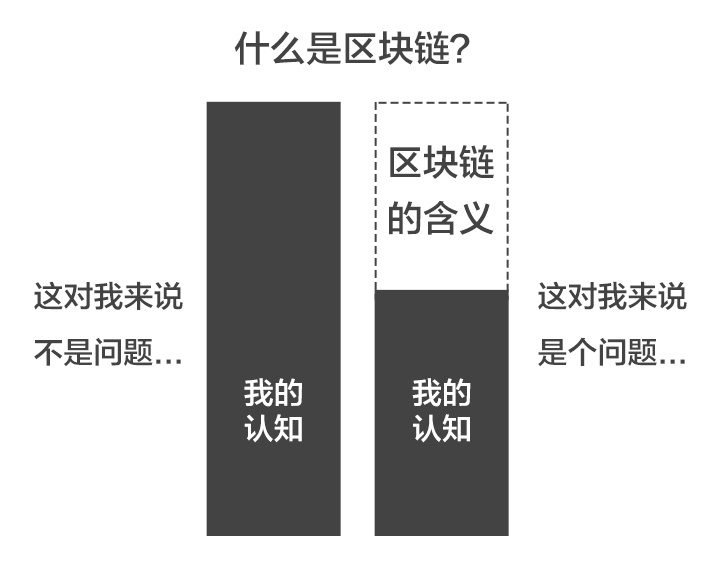 什么是区块链?
区块链
的含义
这对我来说
不是问题...
我的
认知
我的
认知
这对我来说
是个问题...